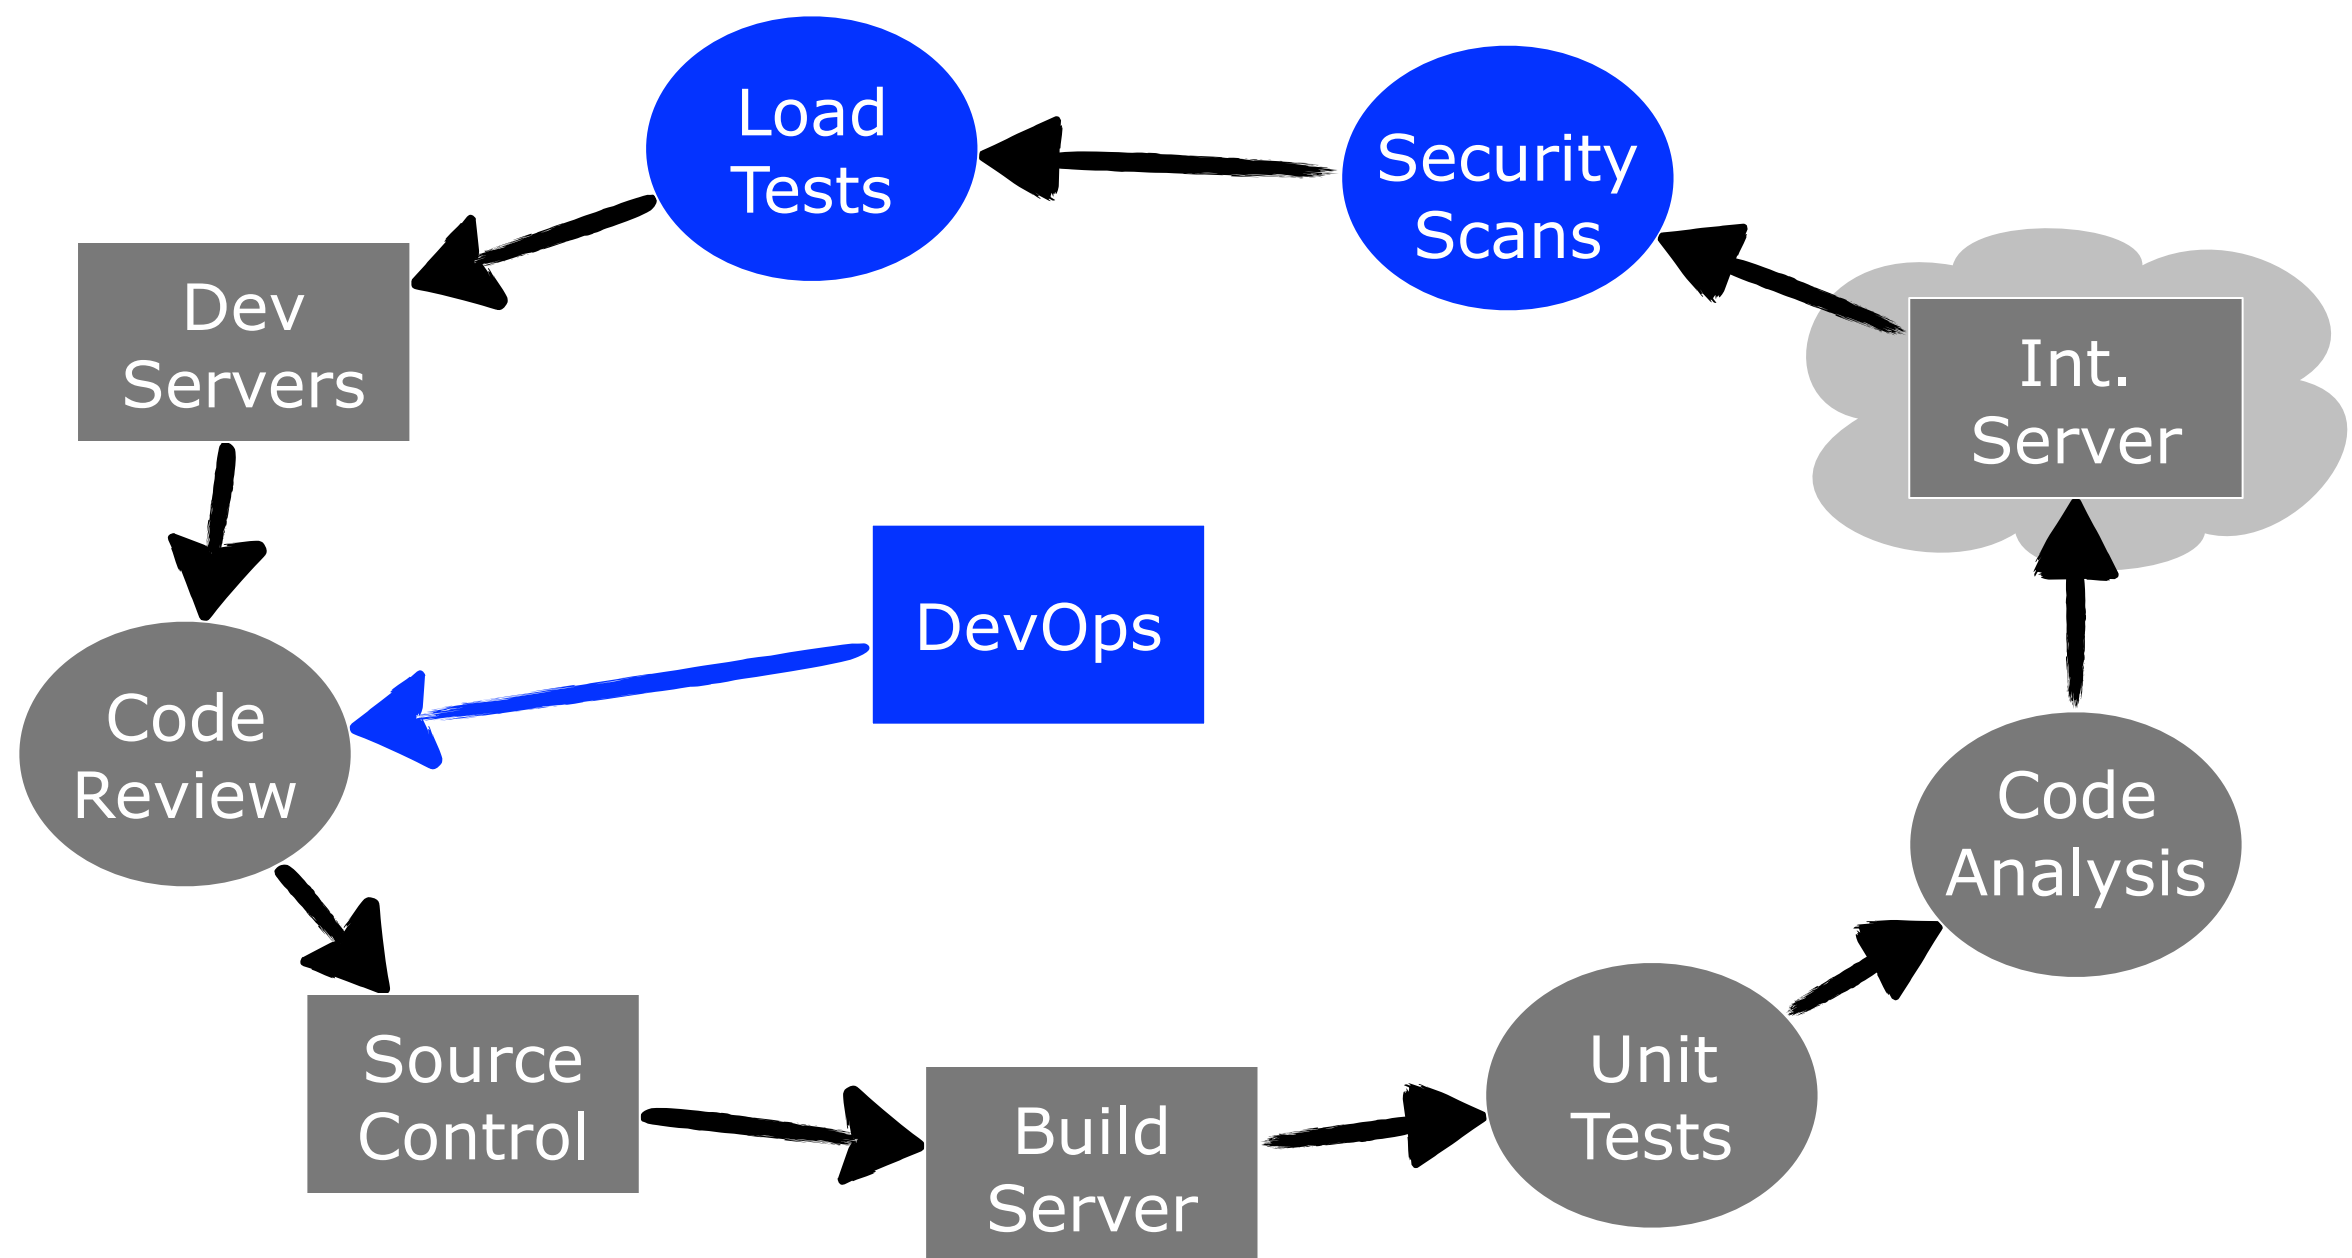 Load
Tests
Security
Scans
Dev
Servers
Int.
Server
DevOps
Code
Review
Code
Analysis
Source
Control
Build
Server
Unit
Tests